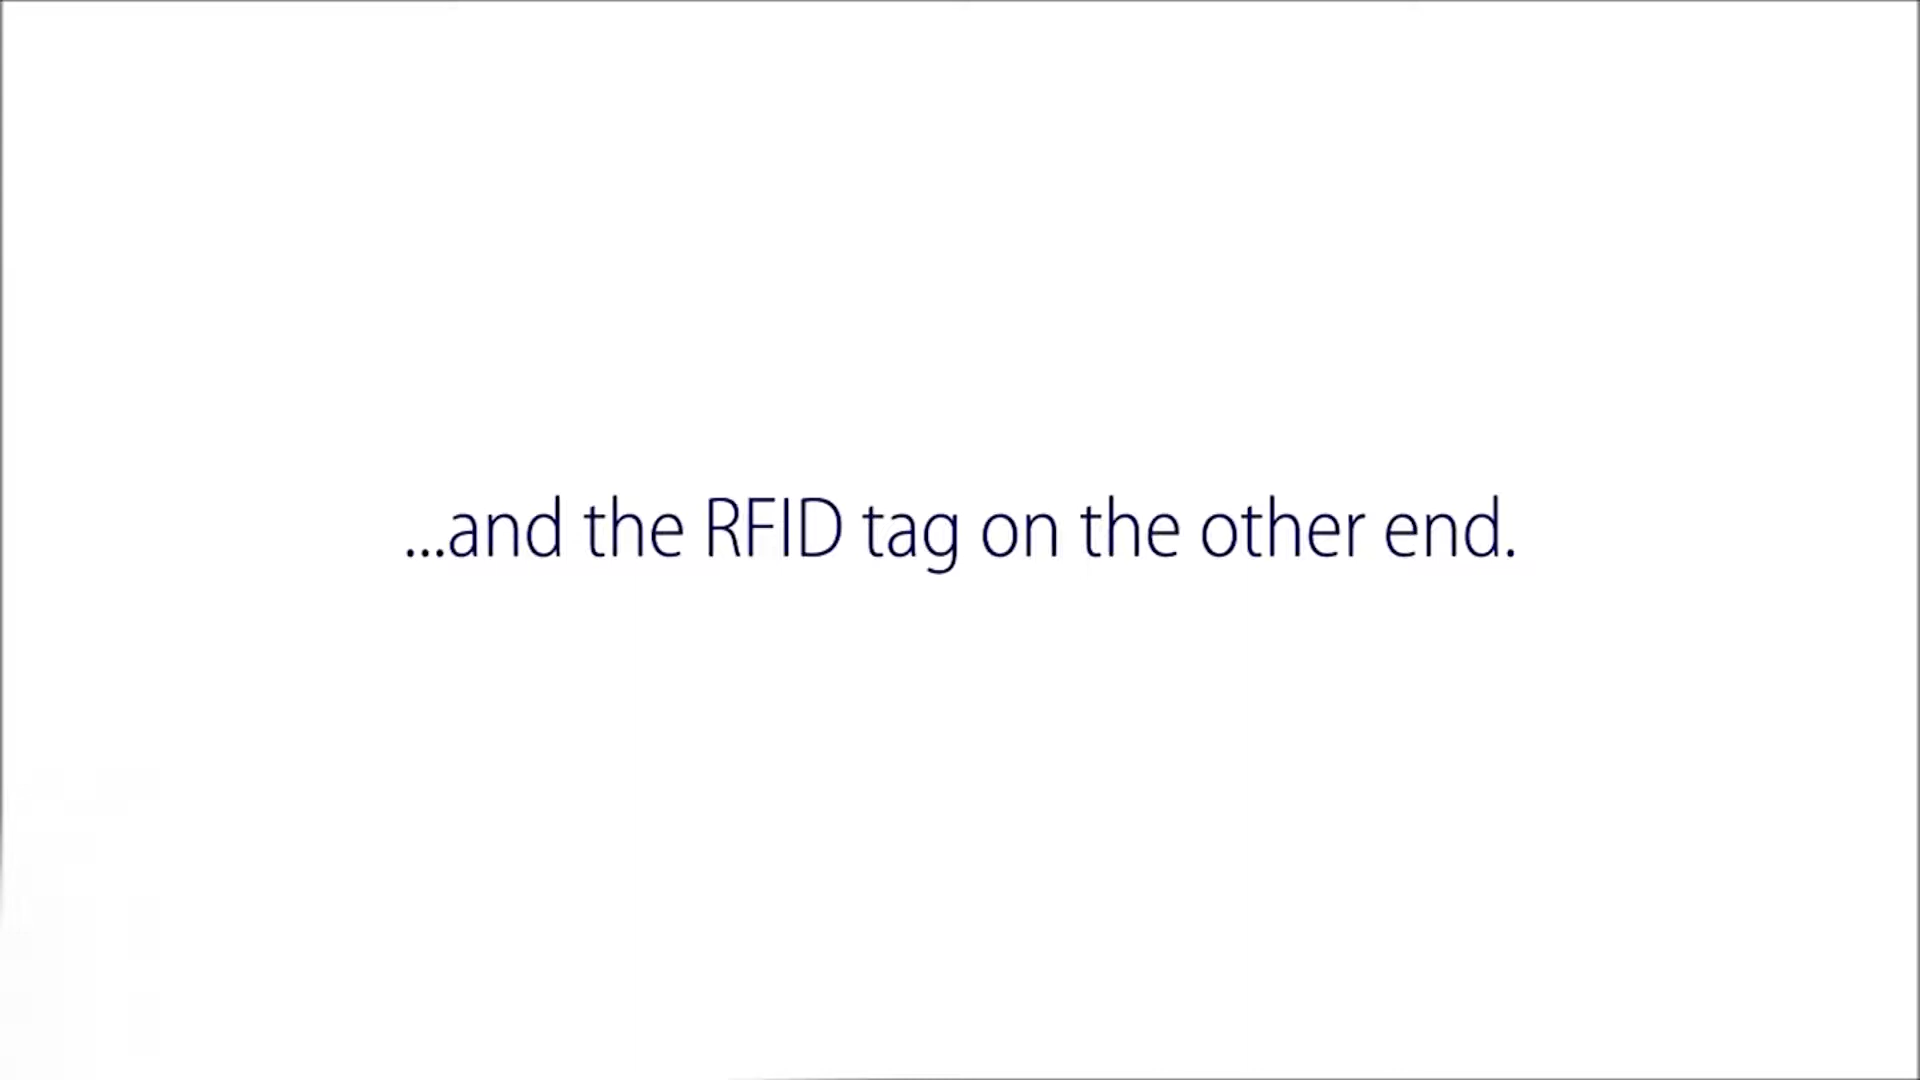 ...and the RFID tag on the other end.